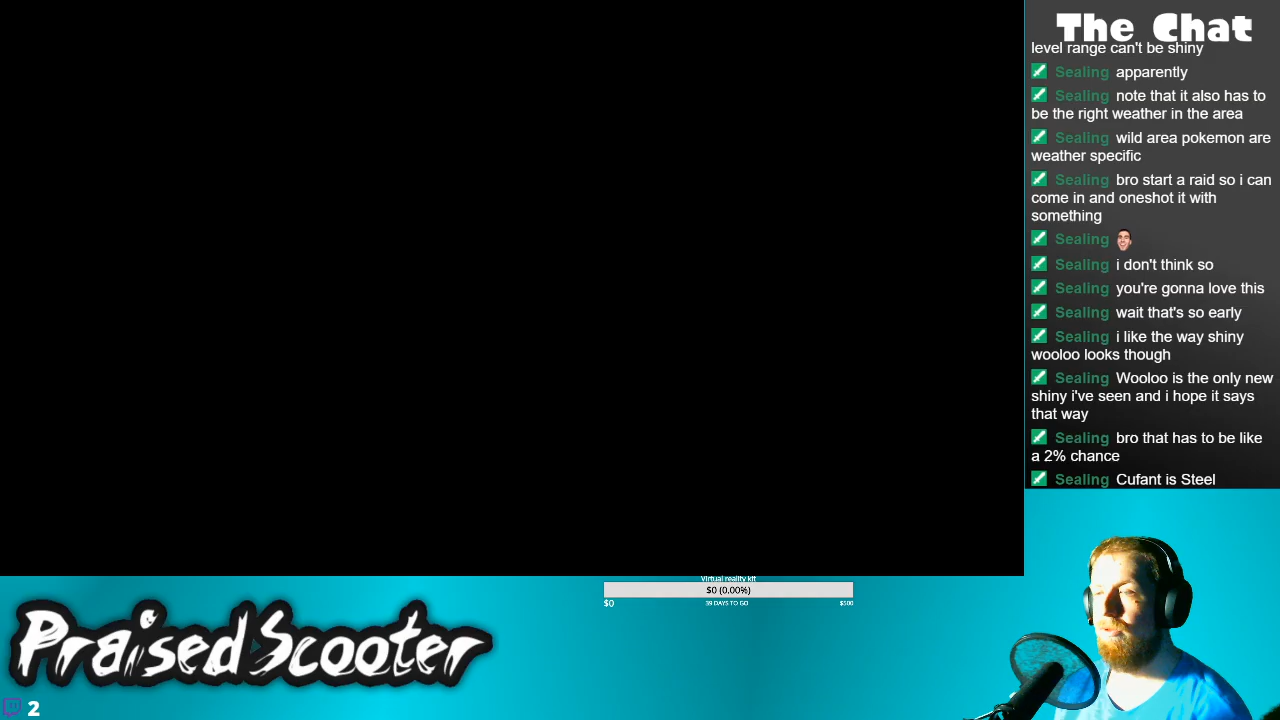 The Chat
level range can't be shiny
Sealing apparently
Sealing note that it also has to
be the right weather in the area
Sealing wild area pokemon are
weather specific
Sealing bro start a raid so i can
come in and oneshot it with
something
Sealing
Sealing i don't think so
Sealing you're gonna love this
Sealing wait that's so early
Sealing i like the way shiny
wooloo looks though
Sealing Wooloo is the only new
shiny i've seen and i hope it says
that way
Sealing bro that has to be like
a 2% chance
Sealing Cufant is Steel
Virtual reality kit
$0 (0.00%)
$0 39 DAYS TO GO $500
PraisedScooter
2